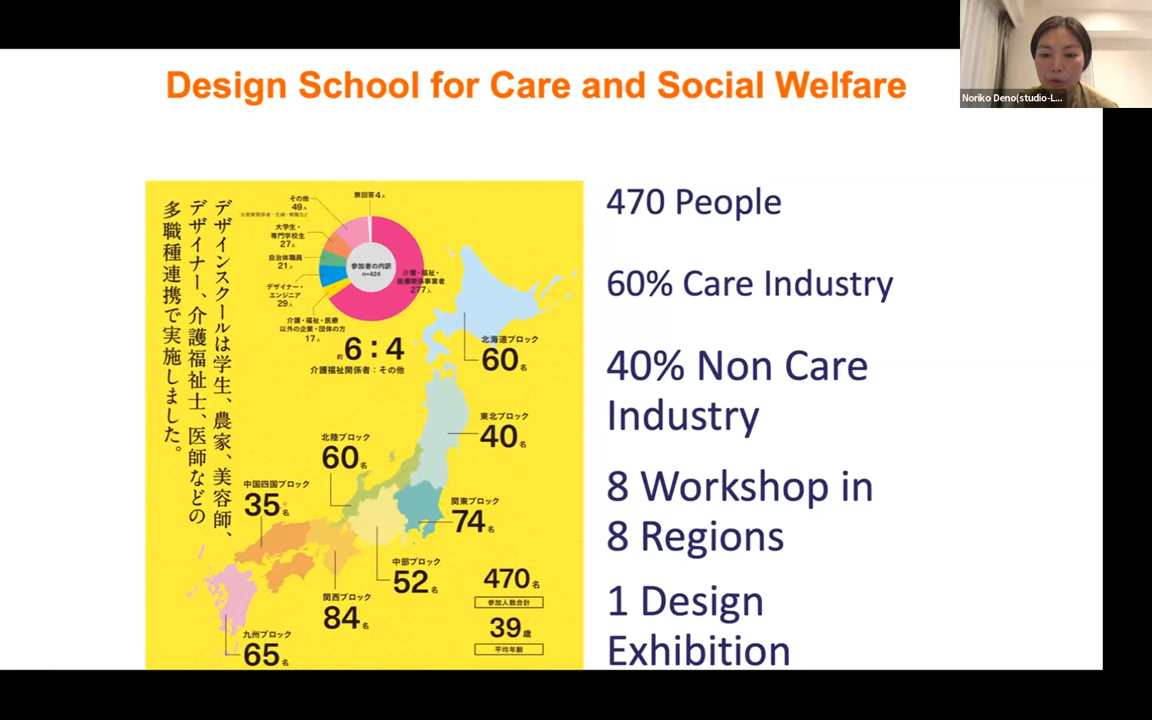 Design School for Care and Social Welfare
Noriko Deno(studio-L...
デザインスクールは学生、農家、美容師、
デザイナー、介護福祉士、医師などの
多職種連携で実施しました。
無回答4人
その他
49人
大学生・
専門学校生
27人
自治体職員
21人
デザイナー・
エンジニア
29人
介護・福祉・医療
以外の企業・団体の方
17人
参加者の内訳
n=424
介護・福祉・
医療関係事業者
277人
約6:4
介護福祉関係者:その他
北海道ブロック
60名
東北ブロック
40名
北陸ブロック
60名
中国四国ブロック
35名
関東ブロック
74名
中部ブロック
52名
関西ブロック
84名
九州ブロック
65名
470名
参加人数合計
39歳
平均年齢
470 People
60% Care Industry
40% Non Care
Industry
8 Workshop in
8 Regions
1 Design
Exhibition